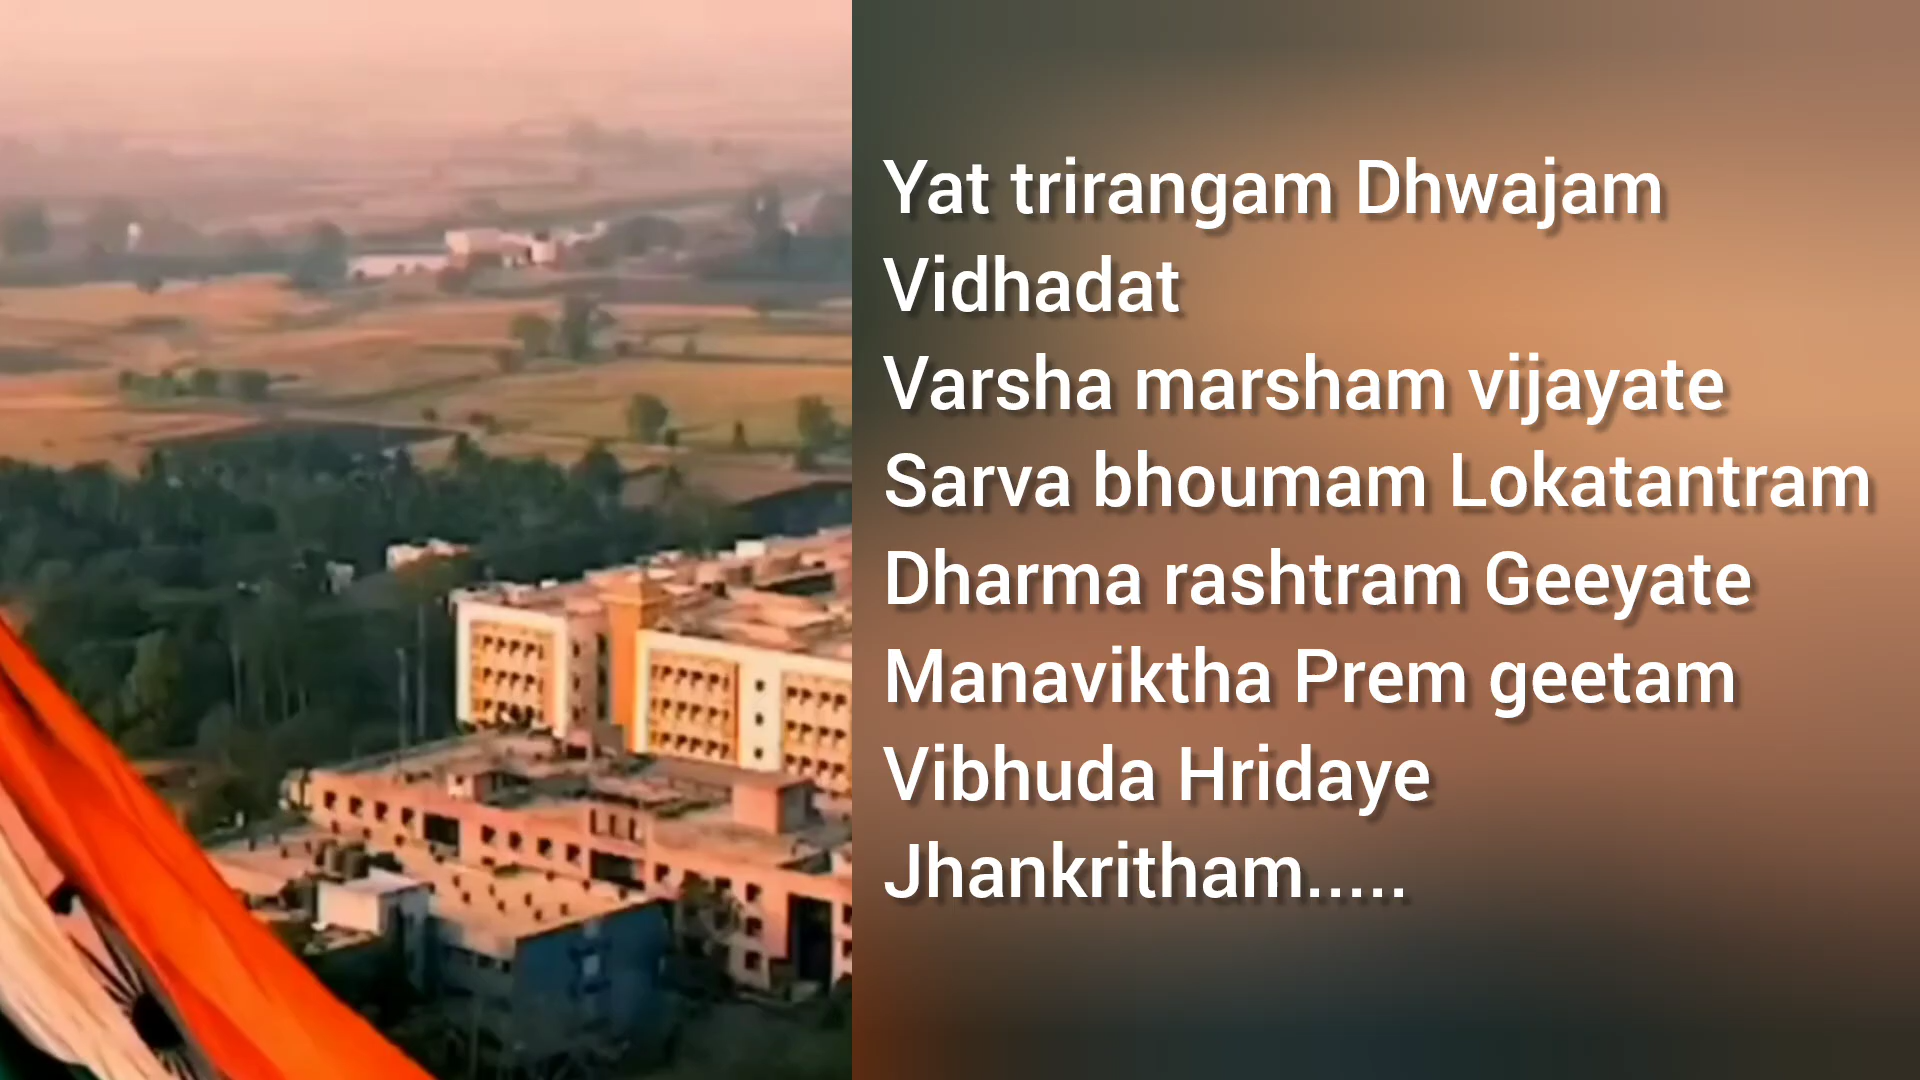 Yat trirangam Dhwajam
Vidhadat
Varsha marsham vijayate
Sarva bhoumam Lokatantram
Dharma rashtram Geeyate
Manaviktha Prem geetam
Vibhuda Hridaye
Jhankritham.....